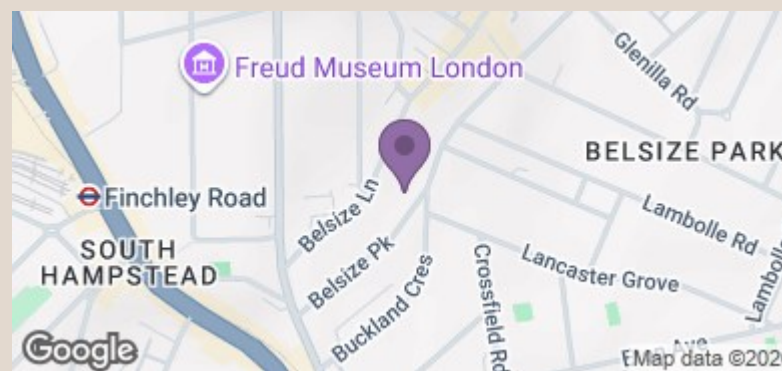 Glenilla Rd
Freud Museum London
BELSIZE PARK
Finchley Road
Belsize Ln
Lambolle Rd
SOUTH
HAMPSTEAD
Belsize Pk
Lancaster Grove
Buckland Cres
Crossfield Rd
Lambolle
Google
Map data ©202